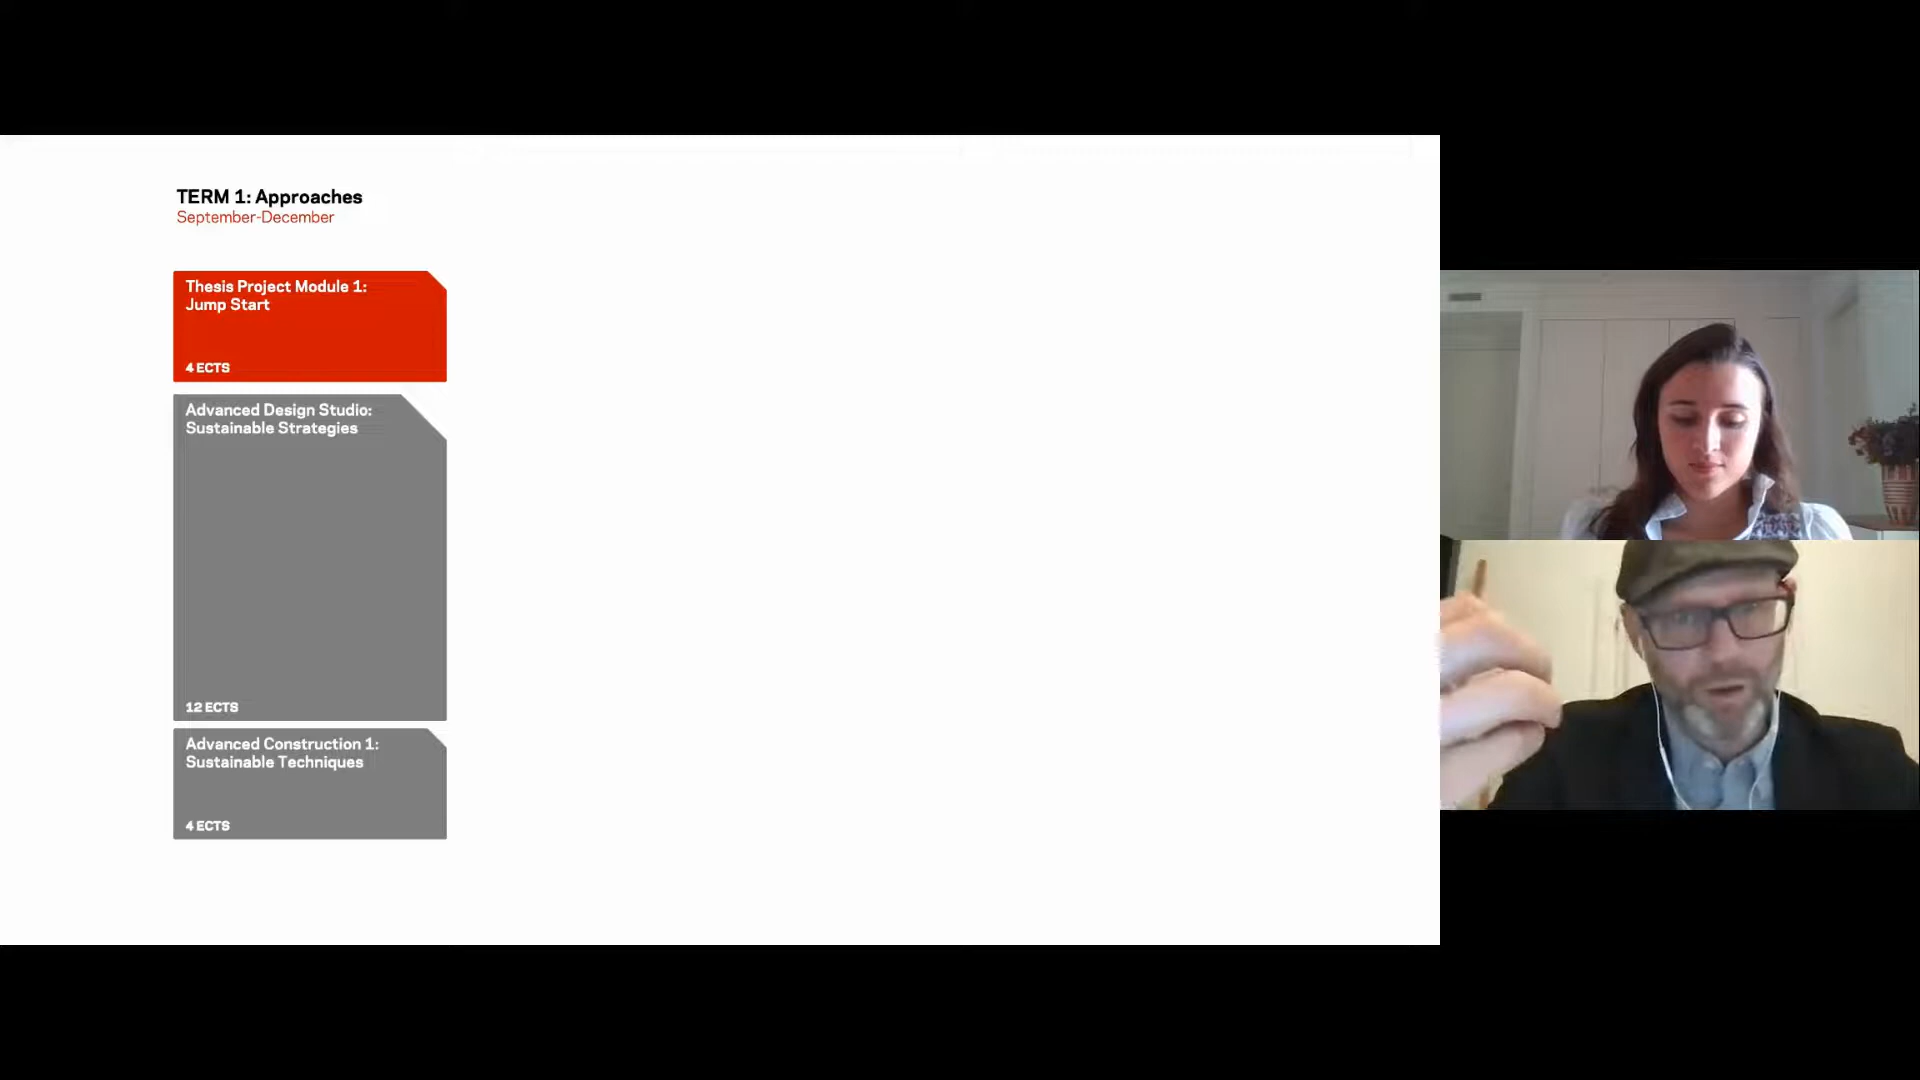 TERM 1: Approaches
September-December
Thesis Project Module 1:
Jump Start
4 ECTS
Advanced Design Studio:
Sustainable Strategies
12 ECTS
Advanced Construction 1:
Sustainable Techniques
4 ECTS